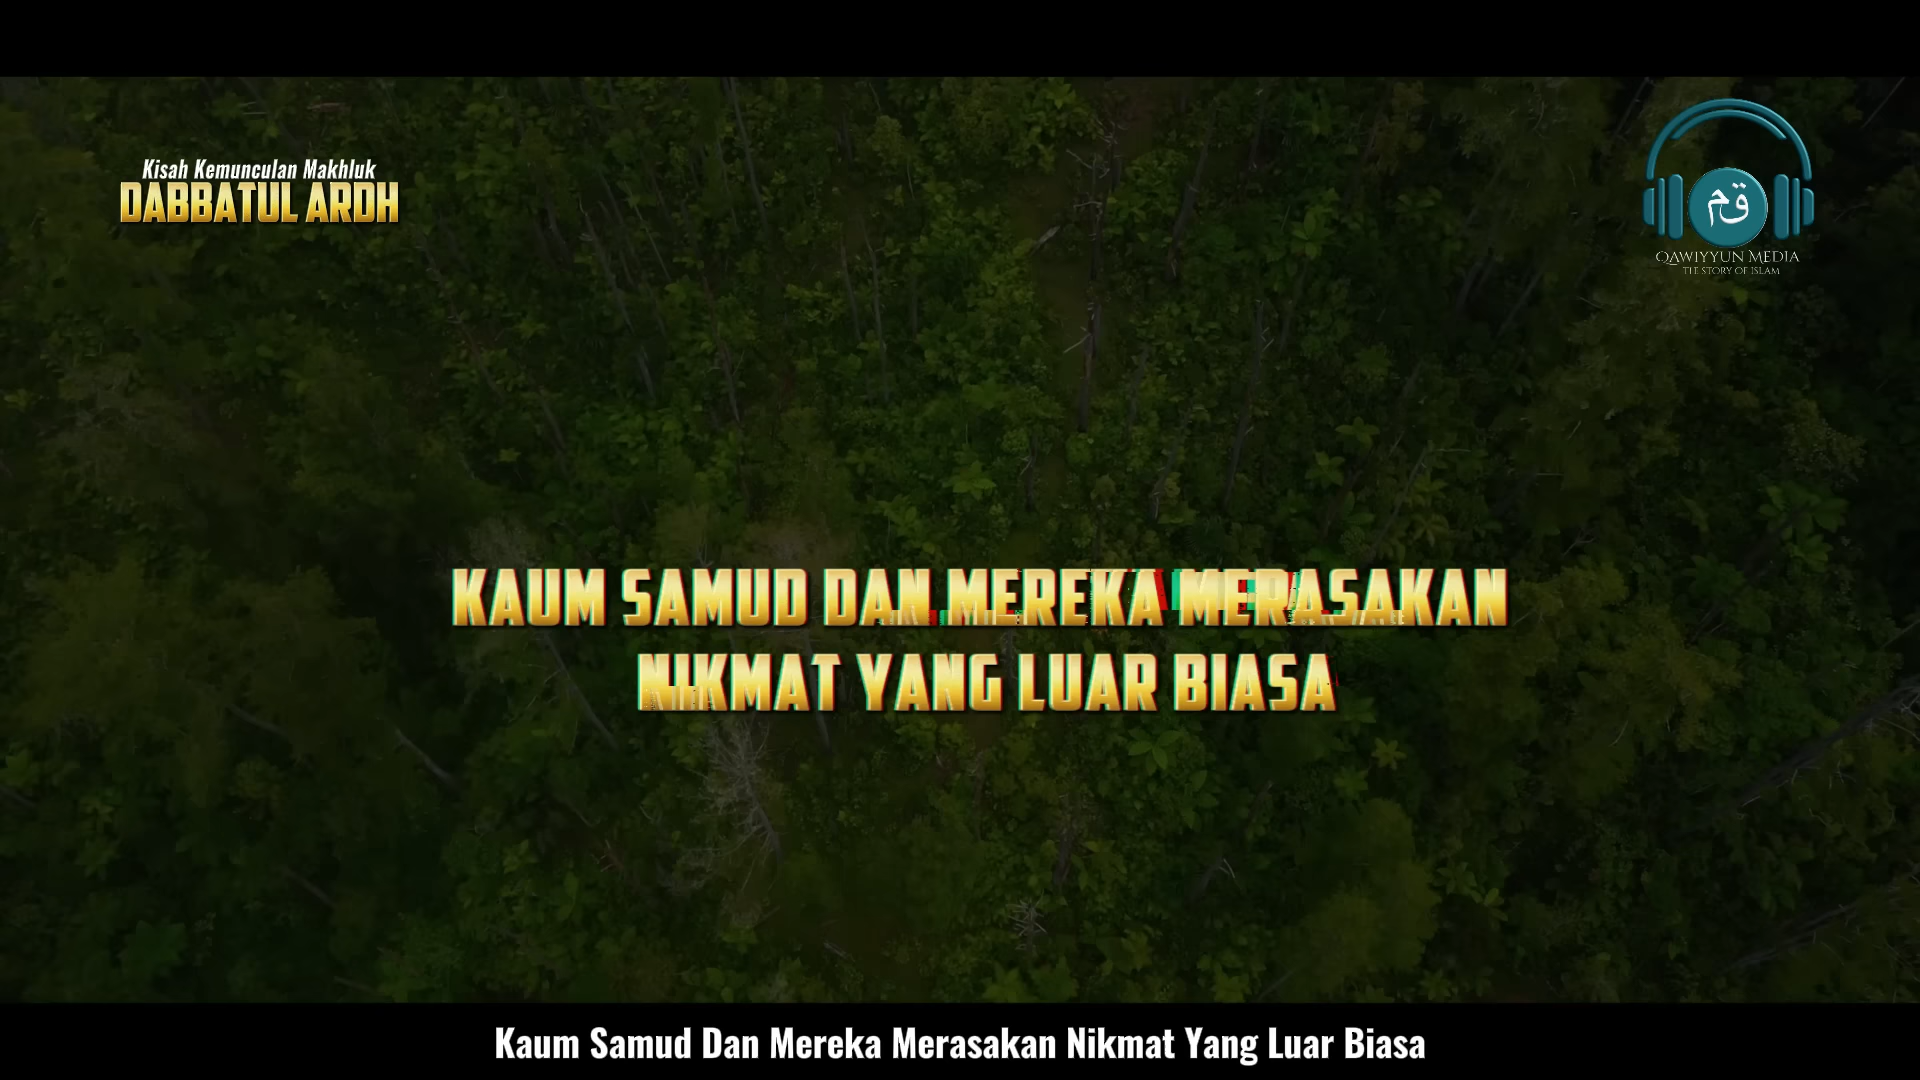 Kisah Kemunculan Makhluk
DABBATUL ARDH
قم
QAWIYYUN MEDIA
THE STORY OF ISLAM
KAUM SAMUD DAN MEREKA MERASAKAN
NIKMAT YANG LUAR BIASA
Kaum Samud Dan Mereka Merasakan Nikmat Yang Luar Biasa